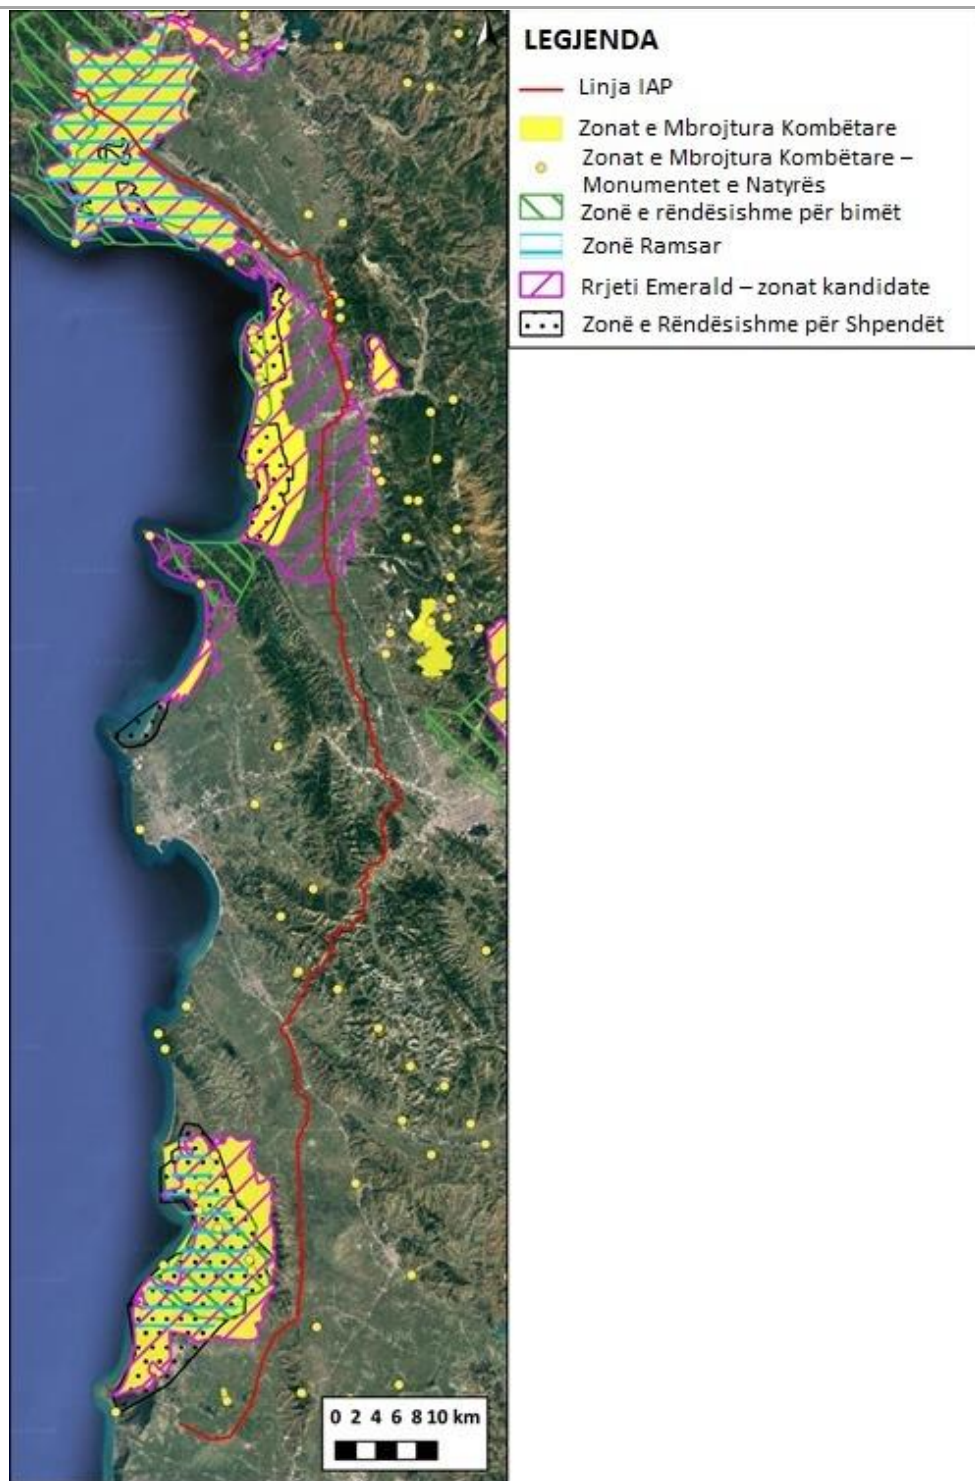 LEGJENDA
Linja IAP
Zonat e Mbrojtura Kombëtare
Zonat e Mbrojtura Kombëtare –
Monumentet e Natyrës
Zonë e rëndësishme për bimët
Zonë Ramsar
Rrjeti Emerald – zonat kandidate
Zonë e Rëndësishme për Shpendët
0 2 4 6 8 10 km